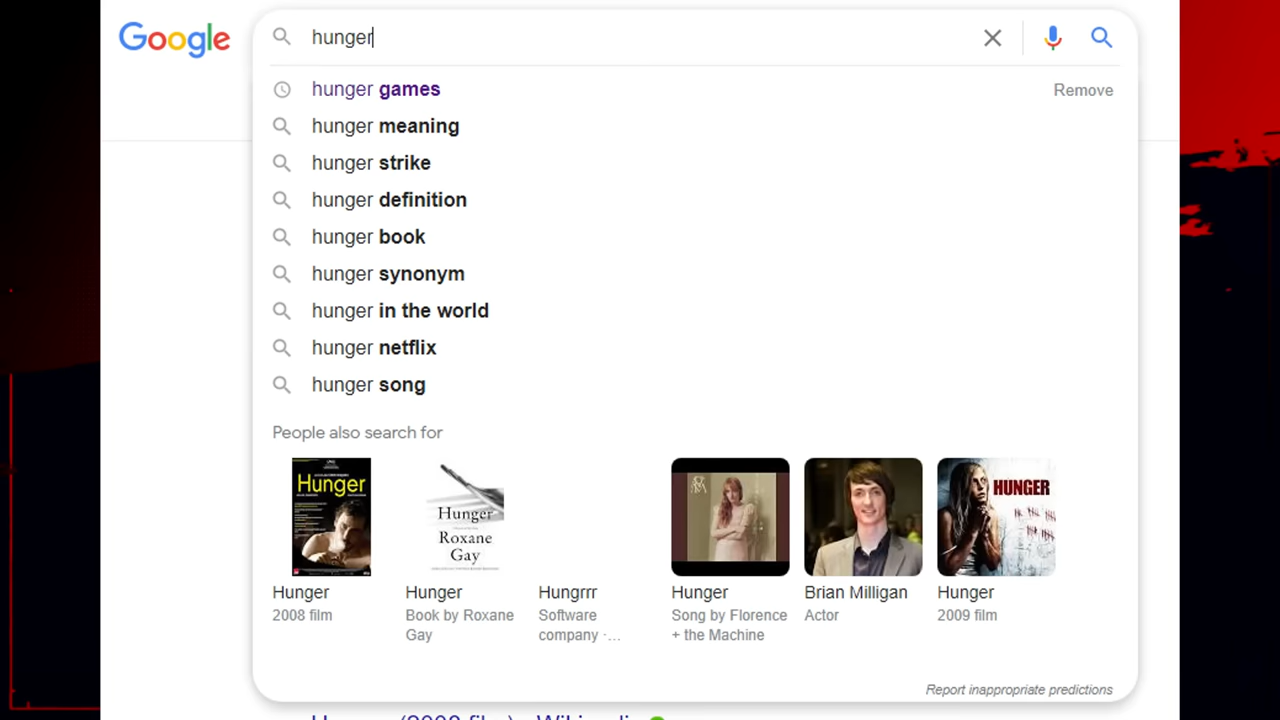 Google
hunger
hunger games
Remove
hunger meaning
hunger strike
hunger definition
hunger book
hunger synonym
hunger in the world
hunger netflix
hunger song
People also search for
Hunger
Hunger
Roxane
Gay
HUNGER
Hunger
2008 film
Hunger
Book by Roxane
Gay
Hungrrr
Software
company ·...
Hunger
Song by Florence
+ the Machine
Brian Milligan
Actor
Hunger
2009 film
Report inappropriate predictions